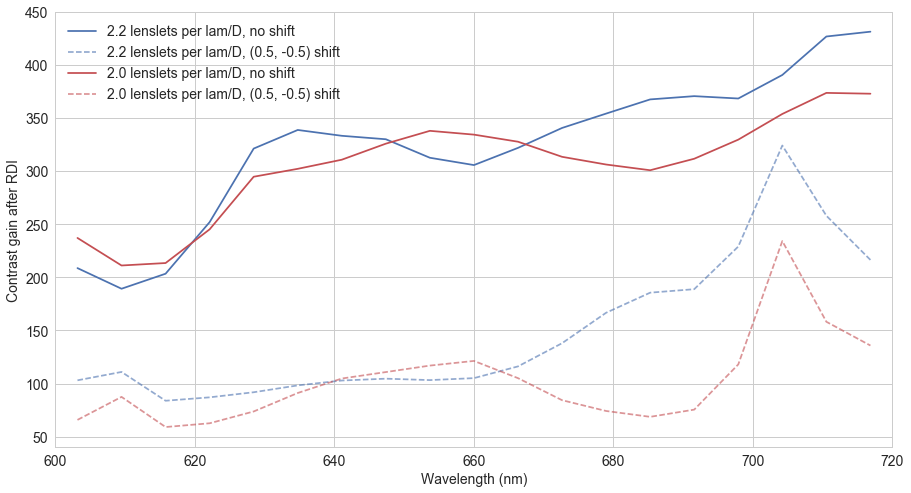 2.2 lenslets per lam/D, no shift
2.2 lenslets per lam/D, (0.5, -0.5) shift
2.0 lenslets per lam/D, no shift
2.0 lenslets per lam/D, (0.5, -0.5) shift
Contrast gain after RDI
450
400
350
300
250
200
150
100
50
600 620 640 660 680 700 720
Wavelength (nm)